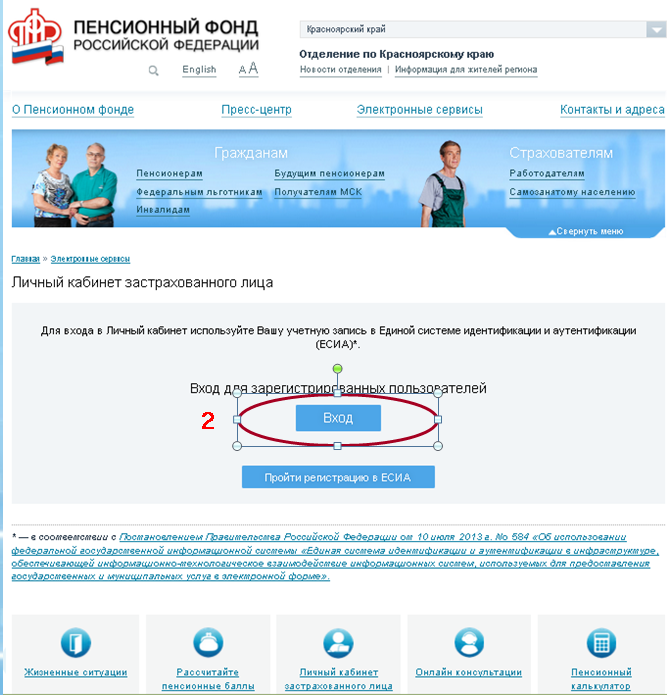 ПЕНСИОННЫЙ ФОНД
РОССИЙСКОЙ ФЕДЕРАЦИИ
English
A A
Красноярский край
Отделение по Красноярскому краю
Новости отделения | Информация для жителей региона
О Пенсионном фонде
Пресс-центр
Электронные сервисы
Контакты и адреса
Гражданам
Пенсионерам
Будущим пенсионерам
Федеральным льготникам
Получателям МСК
Инвалидам
Страхователям
Работодателям
Самозанятому населению
Свернуть меню
Главная » Электронные сервисы
Личный кабинет застрахованного лица
Для входа в Личный кабинет используйте Вашу учетную запись в Единой системе идентификации и аутентификации
(ЕСИА)*.
Вход для зарегистрированных пользователей
2
Вход
Пройти регистрацию в ЕСИА
* — в соответствии с Постановлением Правительства Российской Федерации от 10 июля 2013 г. No 584 «Об использовании
федеральной государственной информационной системы «Единая система идентификации и аутентификации в инфраструктуре,
обеспечивающей информационно-технологическое взаимодействие информационных систем, используемых для предоставления
государственных и муниципальных услуг в электронной форме».
Жизненные ситуации
Рассчитайте
пенсионные баллы
Личный кабинет
застрахованного лица
Онлайн консультации
Пенсионный
калькулятор